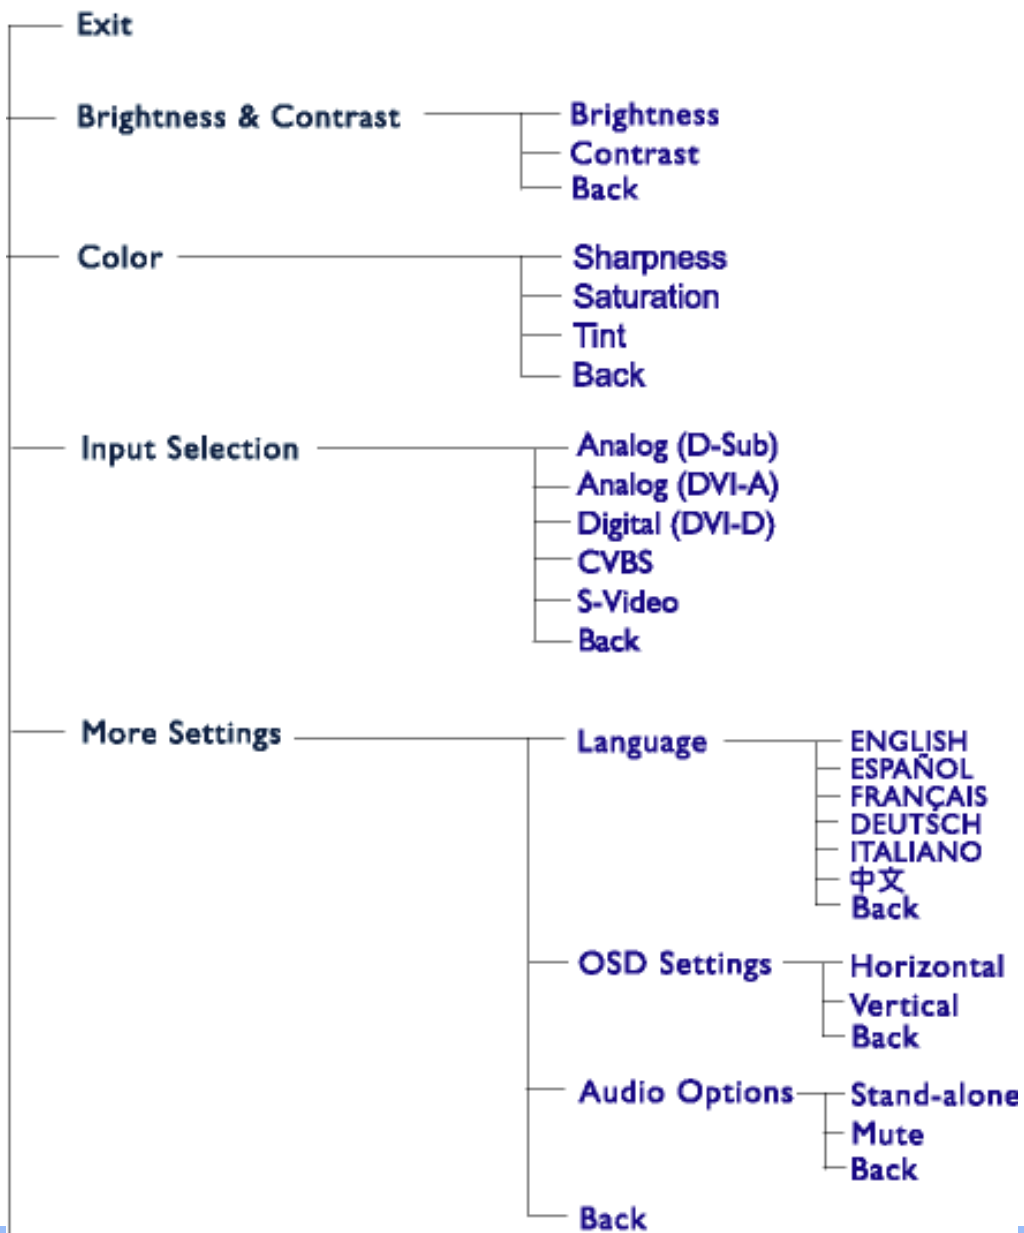 Exit
Brightness & Contrast
Brightness
Contrast
Back
Color
Sharpness
Saturation
Tint
Back
Input Selection
Analog (D-Sub)
Analog (DVI-A)
Digital (DVI-D)
CVBS
S-Video
Back
More Settings
Language
ENGLISH
ESPAÑOL
FRANÇAIS
DEUTSCH
ITALIANO
中文
Back
OSD Settings
Horizontal
Vertical
Back
Audio Options
Stand-alone
Mute
Back
Back